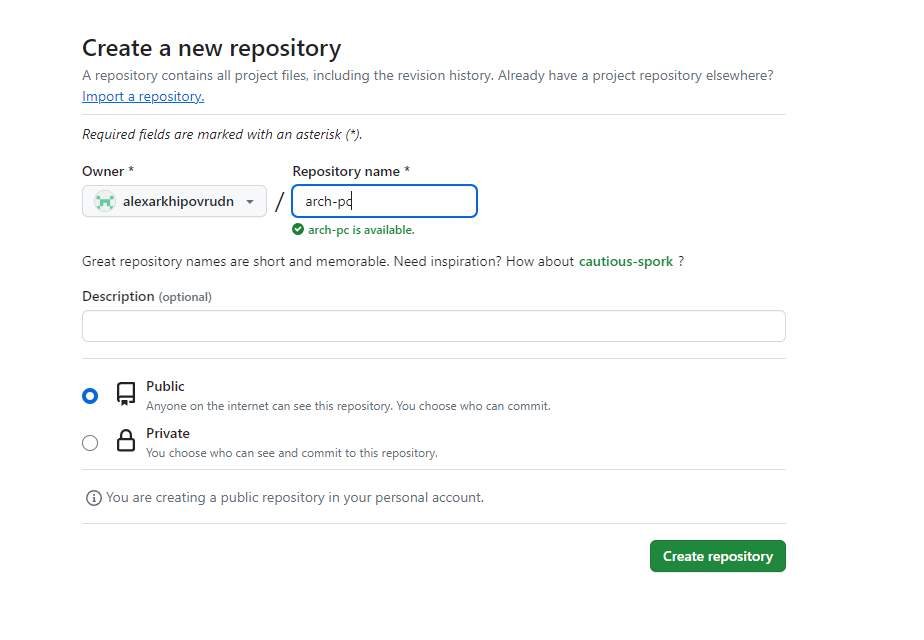 Create a new repository
A repository contains all project files, including the revision history. Already have a project repository elsewhere?
Import a repository.
Required fields are marked with an asterisk (*).
Owner * Repository name *
alexarkhipovrudn / arch-pc
arch-pc is available.
Great repository names are short and memorable. Need inspiration? How about cautious-spork ?
Description (optional)
Public
Anyone on the internet can see this repository. You choose who can commit.
Private
You choose who can see and commit to this repository.
You are creating a public repository in your personal account.
Create repository